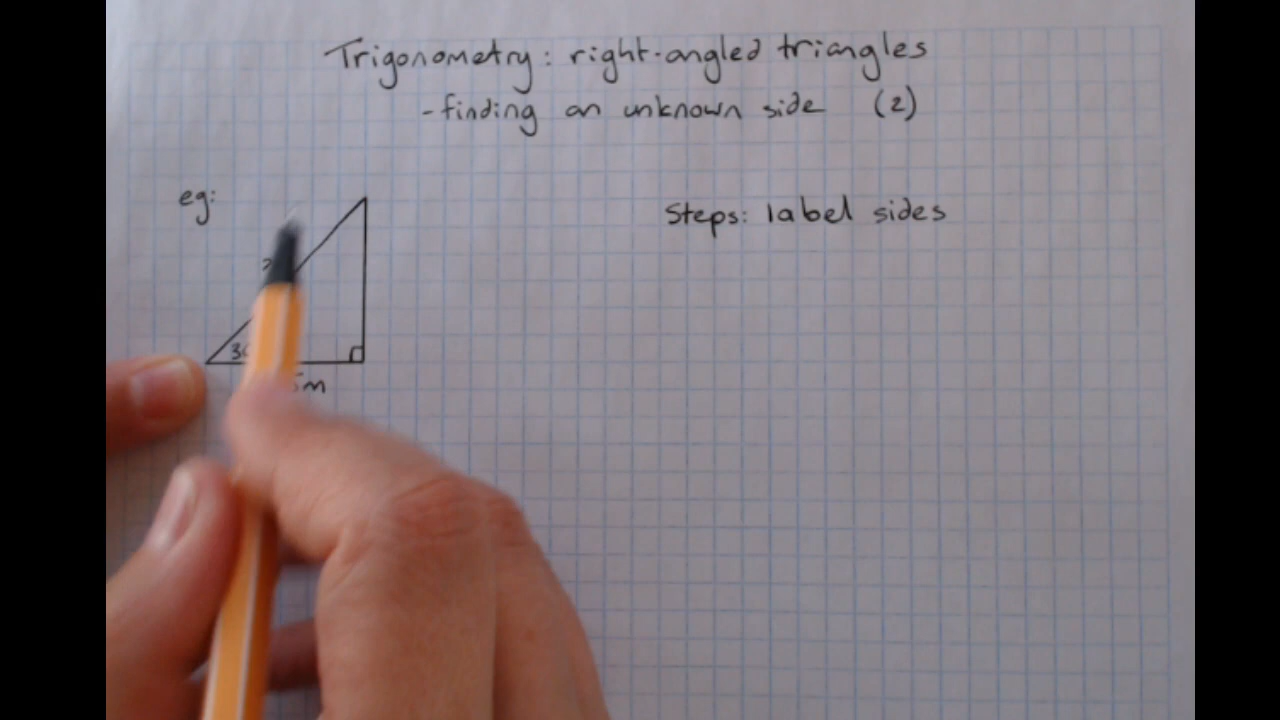 Trigonometry: right-angled triangles
- finding an unknown side (2)
eg:
Steps: label sides